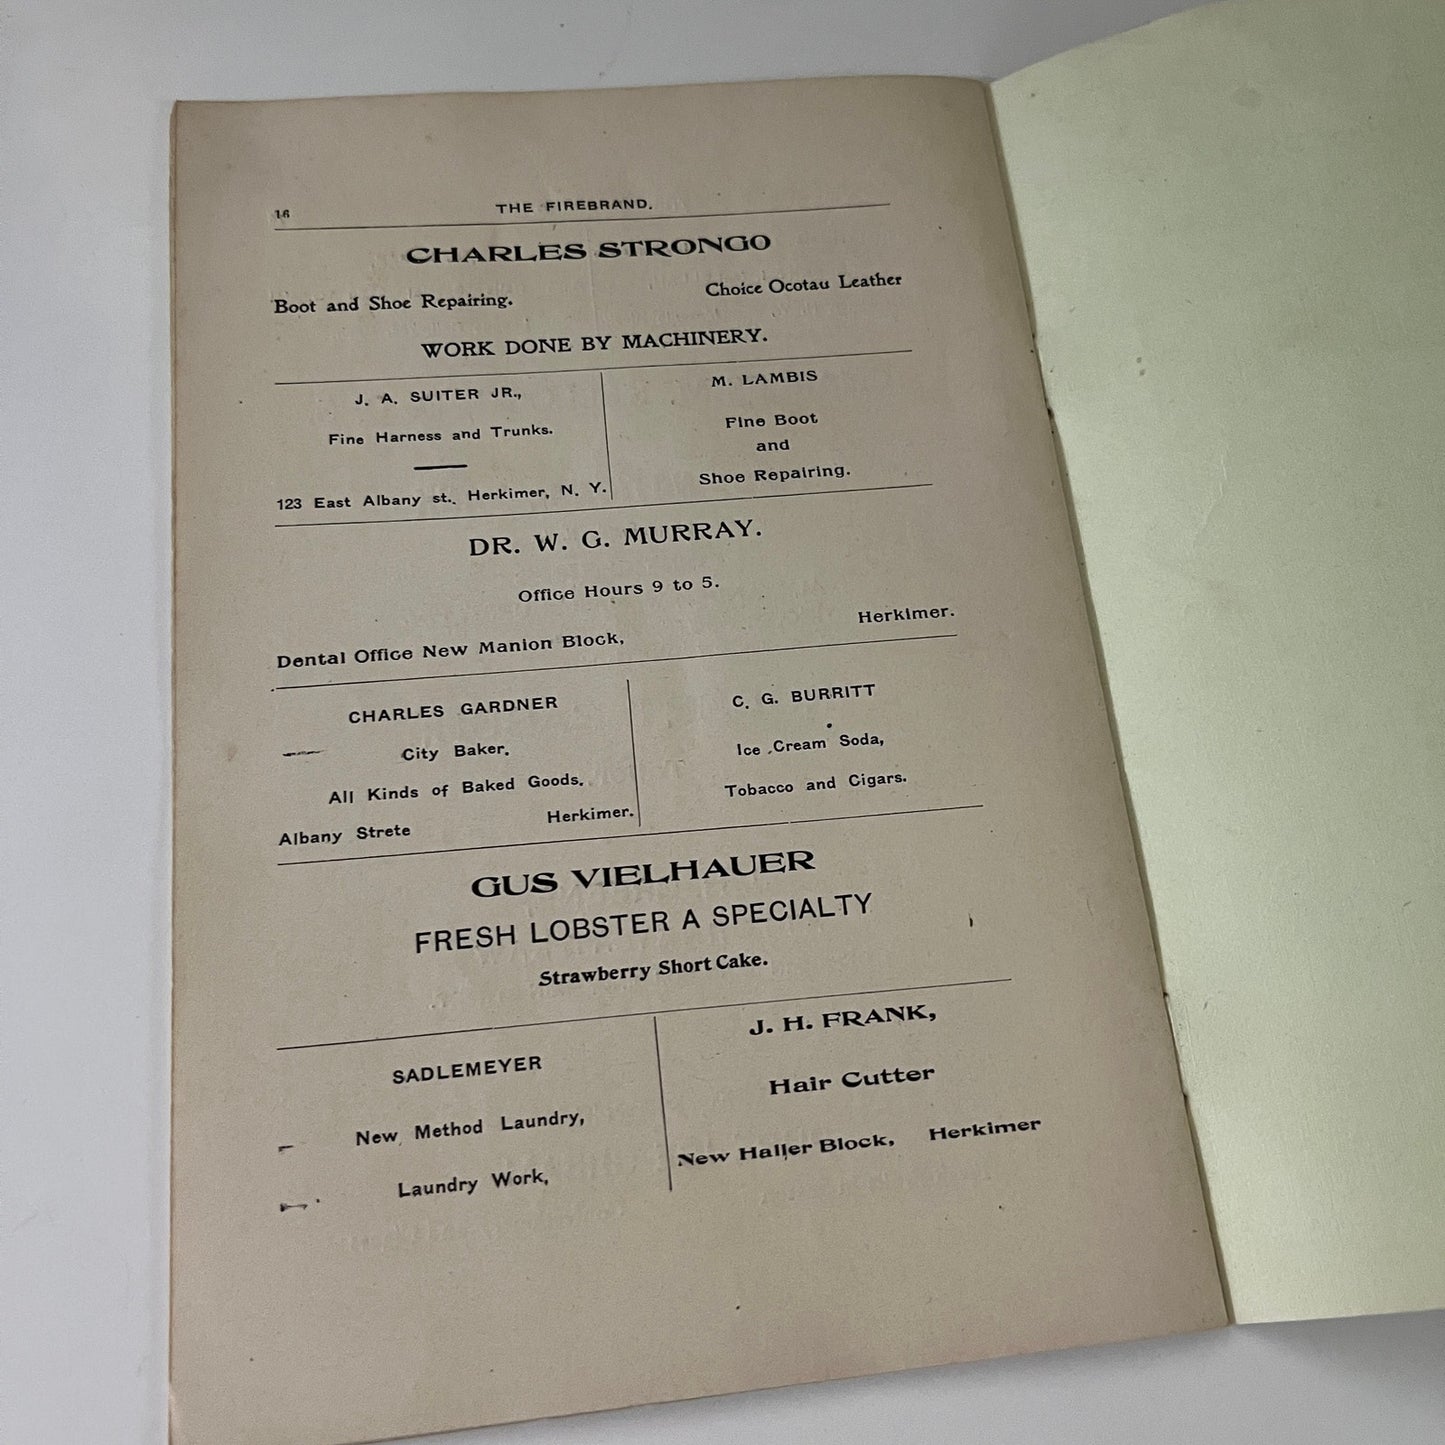 16
THE FIREBRAND.
CHARLES STRONGO
Boot and Shoe Repairing. Choice Ocotau Leather
WORK DONE BY MACHINERY.
J. A. SUITER JR.,
Fine Harness and Trunks.
123 East Albany st., Herkimer, N. Y.
M. LAMBIS
Fine Boot
and
Shoe Repairing.
DR. W. G. MURRAY.
Office Hours 9 to 5.
Dental Office New Manion Block, Herkimer.
CHARLES GARDNER
City Baker.
All Kinds of Baked Goods.
Albany Strete Herkimer.
C. G. BURRITT
Ice Cream Soda,
Tobacco and Cigars.
GUS VIELHAUER
FRESH LOBSTER A SPECIALTY
Strawberry Short Cake.
SADLEMEYER
New Method Laundry,
Laundry Work,
J. H. FRANK,
Hair Cutter
New Haller Block, Herkimer